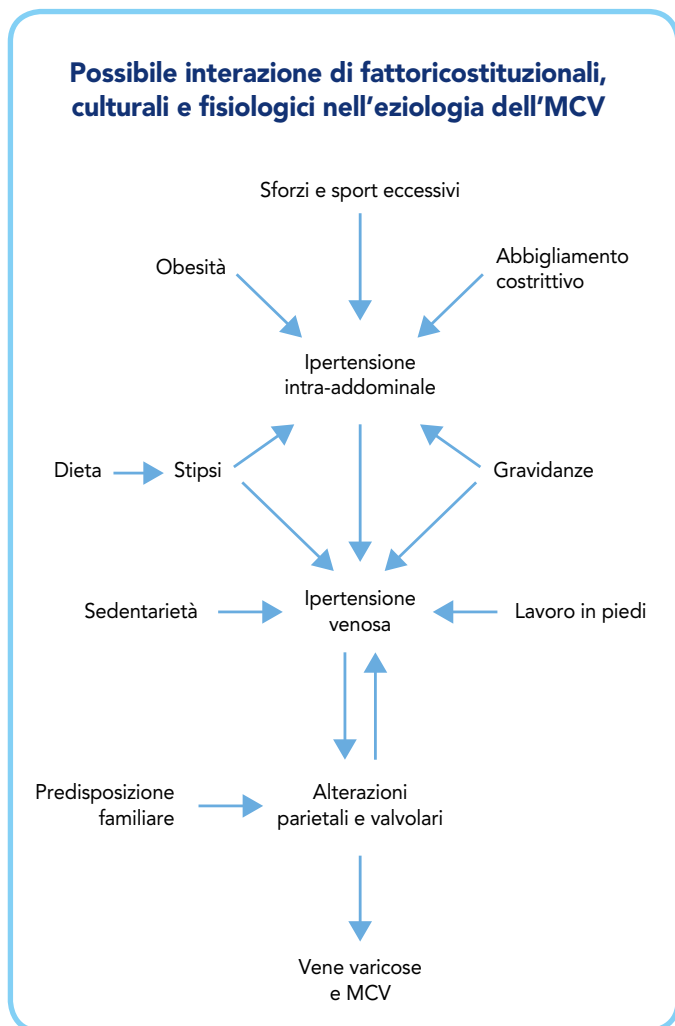 Possibile interazione di fattoricostituzionali,
culturali e fisiologici nell’eziologia dell’MCV
Sforzi e sport eccessivi
Obesità
Abbigliamento
costrittivo
Ipertensione
intra-addominale
Dieta
Stipsi
Gravidanze
Sedentarietà
Ipertensione
venosa
Lavoro in piedi
Predisposizione
familiare
Alterazioni
parietali e valvolari
Vene varicose
e MCV